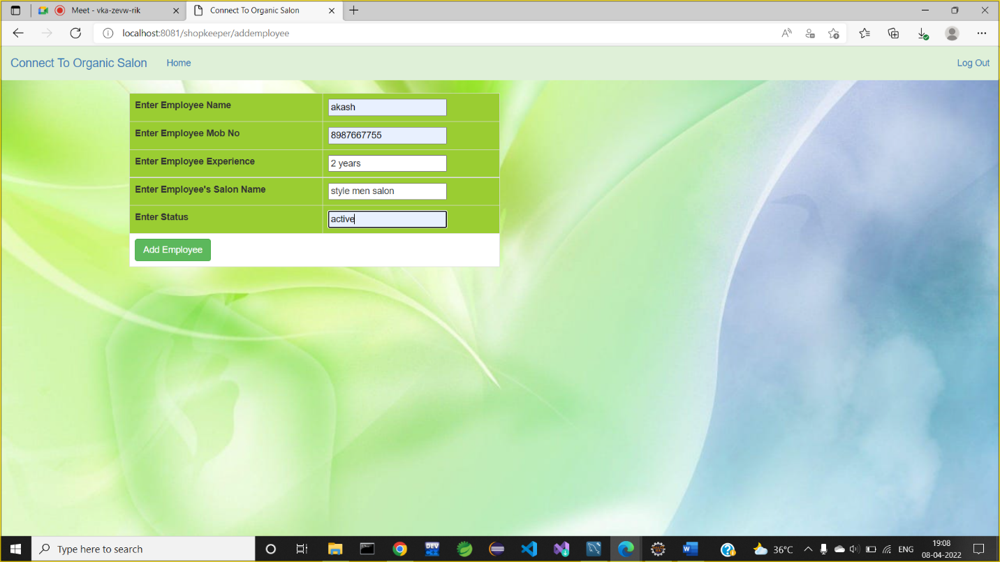 Meet - vka-zevw-rik
Connect To Organic Salon
localhost:8081/shopkeeper/addemployee
Connect To Organic Salon Home Log Out
Enter Employee Name akash
Enter Employee Mob No 8987667755
Enter Employee Experience 2 years
Enter Employee's Salon Name style men salon
Enter Status active
Add Employee
Type here to search
DEV
36°C
ENG
19:08
08-04-2022